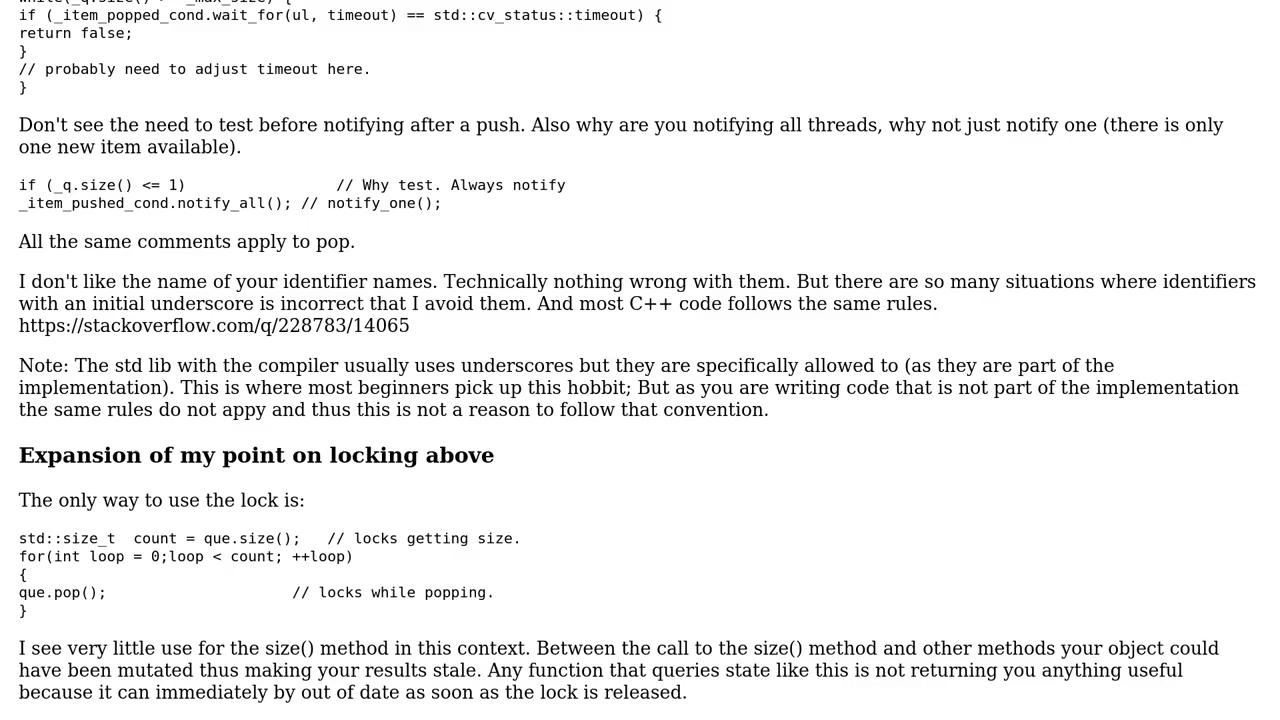 if (_item_popped_cond.wait_for(ul, timeout) == std::cv_status::timeout) {
return false;
}
// probably need to adjust timeout here.
}
Don't see the need to test before notifying after a push. Also why are you notifying all threads, why not just notify one (there is only
one new item available).
if (_q.size() <= 1)                 // Why test. Always notify
_item_pushed_cond.notify_all(); // notify_one();
All the same comments apply to pop.
I don't like the name of your identifier names. Technically nothing wrong with them. But there are so many situations where identifiers
with an initial underscore is incorrect that I avoid them. And most C++ code follows the same rules.
https://stackoverflow.com/q/228783/14065
Note: The std lib with the compiler usually uses underscores but they are specifically allowed to (as they are part of the
implementation). This is where most beginners pick up this hobbit; But as you are writing code that is not part of the implementation
the same rules do not appy and thus this is not a reason to follow that convention.
Expansion of my point on locking above
The only way to use the lock is:
std::size_t  count = que.size();   // locks getting size.
for(int loop = 0;loop < count; ++loop)
{
que.pop();                     // locks while popping.
}
I see very little use for the size() method in this context. Between the call to the size() method and other methods your object could
have been mutated thus making your results stale. Any function that queries state like this is not returning you anything useful
because it can immediately by out of date as soon as the lock is released.